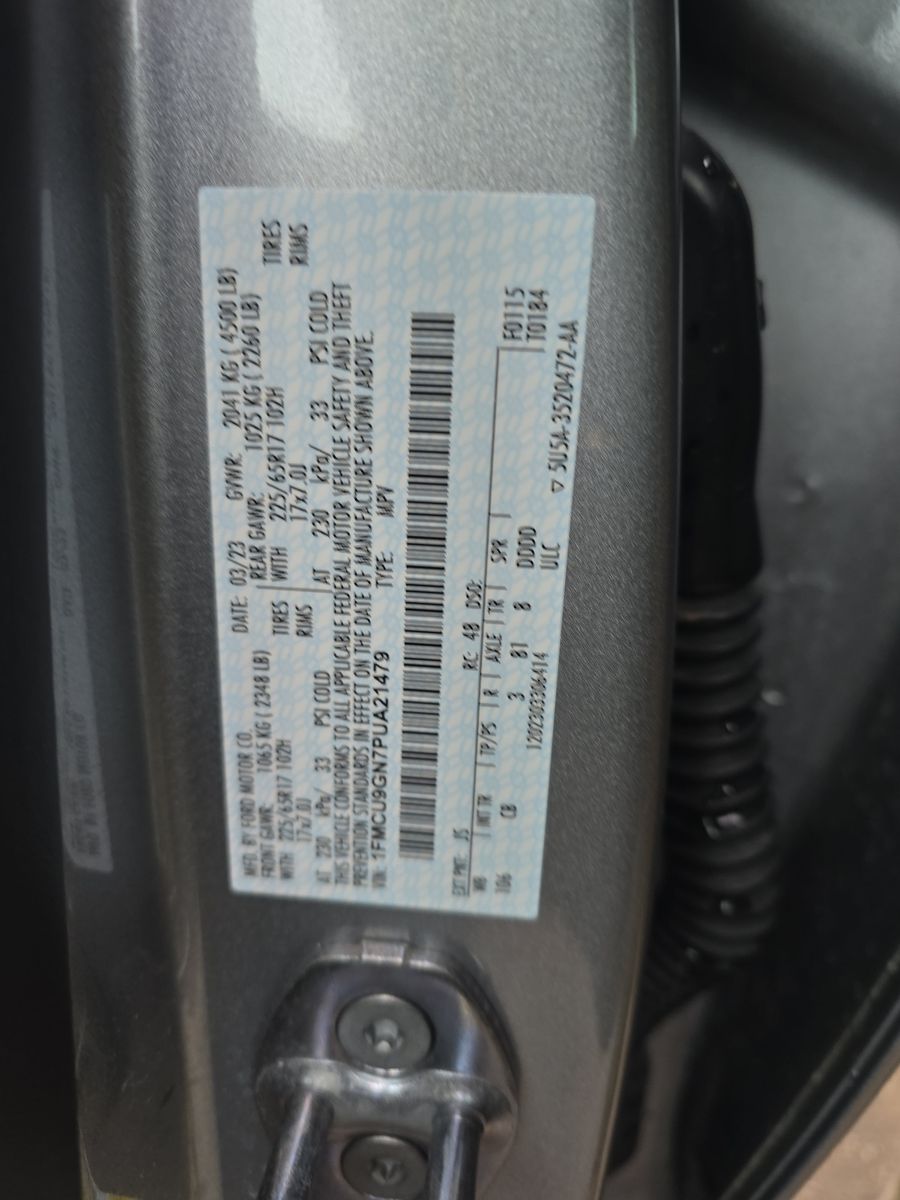 MFD. BY FORD MOTOR CO.
DATE: 03/23 GVWR: 2041 KG ( 4500 LB)
FRONT GAWR: 1065 KG ( 2348 LB)
REAR GAWR: 1025 KG ( 2260 LB)
WITH 225/65R17 102H TIRES
WITH 225/65R17 102H TIRES
17x7.0J RIMS
17x7.0J RIMS
AT 230 kPa/ 33 PSI COLD
AT 230 kPa/ 33 PSI COLD
THIS VEHICLE CONFORMS TO ALL APPLICABLE FEDERAL MOTOR VEHICLE SAFETY AND THEFT
PREVENTION STANDARDS IN EFFECT ON THE DATE OF MANUFACTURE SHOWN ABOVE.
VIN: 1FMCU9GN7PUA21479 TYPE: MPV
EXT PNT: JS RC: 48 DSO:
WB | INT TR | TP/PS | R | AXLE | TR | SPR | F0115
106 CB 3 81 8 DDDD T0184
12002303306414 ULC
▽ 5U5A-3520472-AA